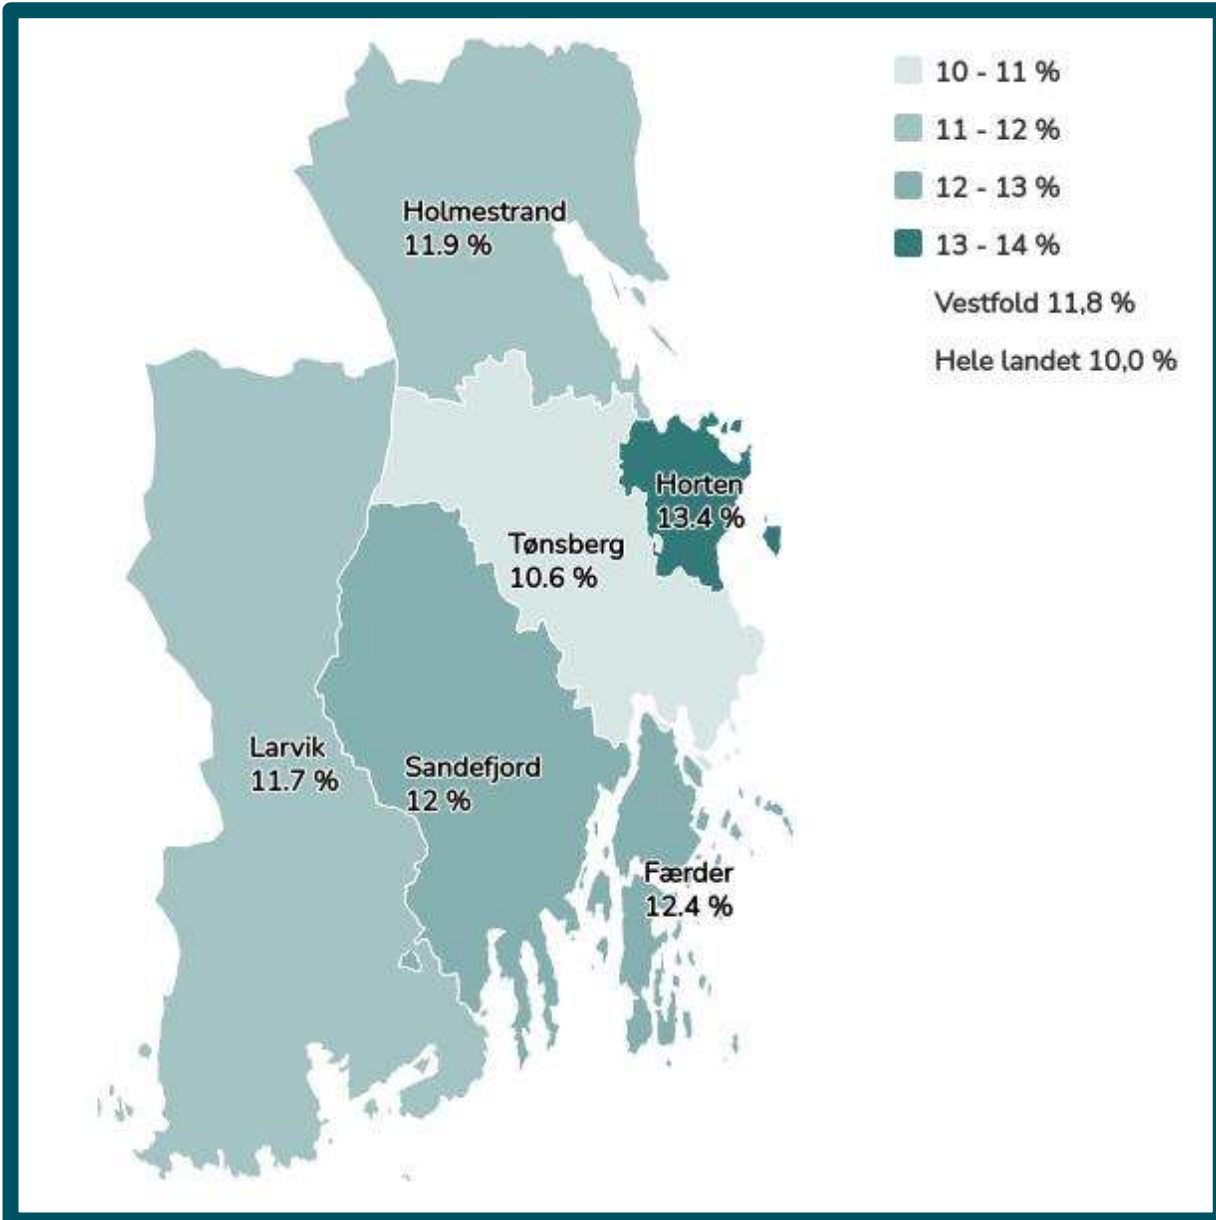 10 - 11 %
11 - 12 %
12 - 13 %
13 - 14 %
Vestfold 11,8 %
Hele landet 10,0 %
Holmestrand
11.9 %
Horten
13.4 %
Tønsberg
10.6 %
Larvik
11.7 %
Sandefjord
12 %
Færder
12.4 %